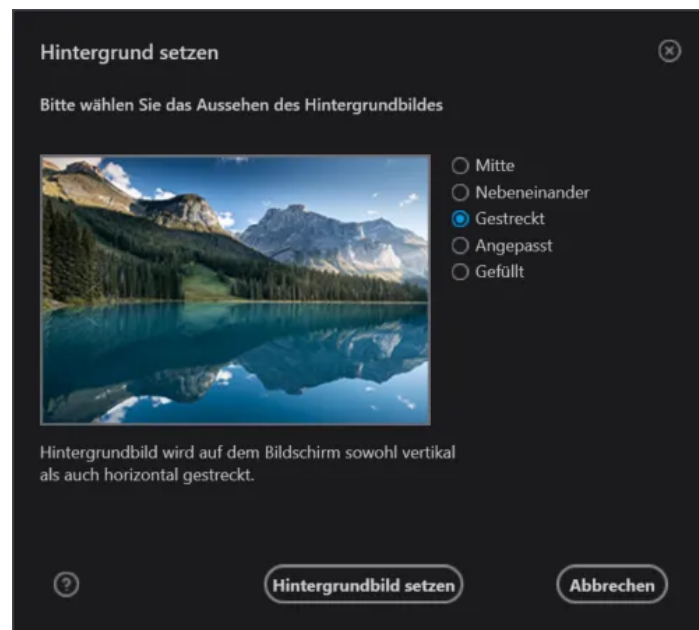 Hintergrund setzen
Bitte wählen Sie das Aussehen des Hintergrundbildes
Mitte
Nebeneinander
Gestreckt
Angepasst
Gefüllt
Hintergrundbild wird auf dem Bildschirm sowohl vertikal
als auch horizontal gestreckt.
?
Hintergrundbild setzen
Abbrechen